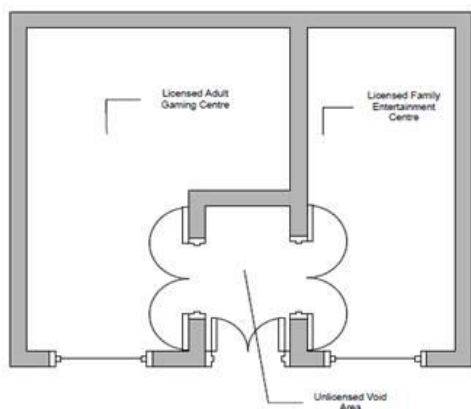 Licensed Adult
Gaming Centre
Licensed Family
Entertainment
Centre
Unlicensed Void
Area